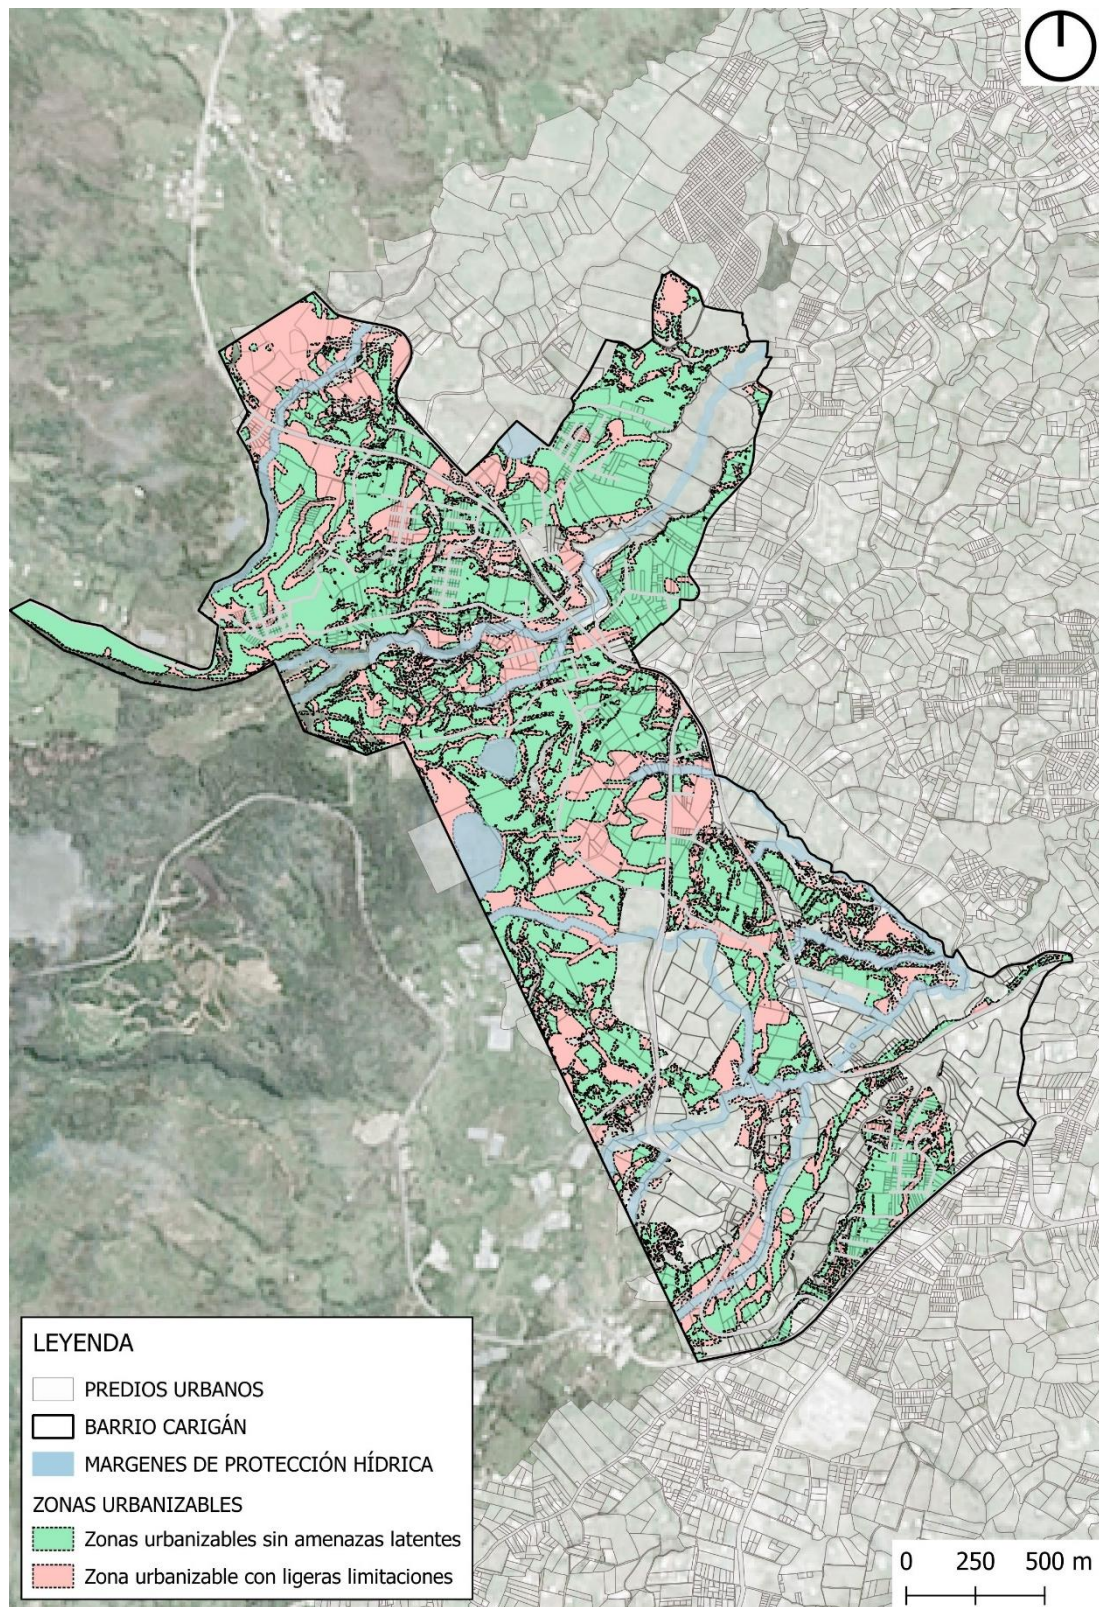 LEYENDA
PREDIOS URBANOS
BARRIO CARIGÁN
MARGENES DE PROTECCIÓN HÍDRICA
ZONAS URBANIZABLES
Zonas urbanizables sin amenazas latentes
Zona urbanizable con ligeras limitaciones
0 250 500 m